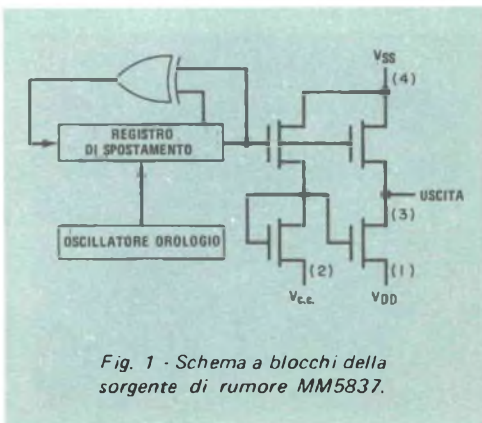 VSS
(4)
REGISTRO
DI SPOSTAMENTO
USCITA
(3)
OSCILLATORE OROLOGIO
(2)
(1)
Vc.c.
VDD
Fig. 1 - Schema a blocchi della
sorgente di rumore MM5837.